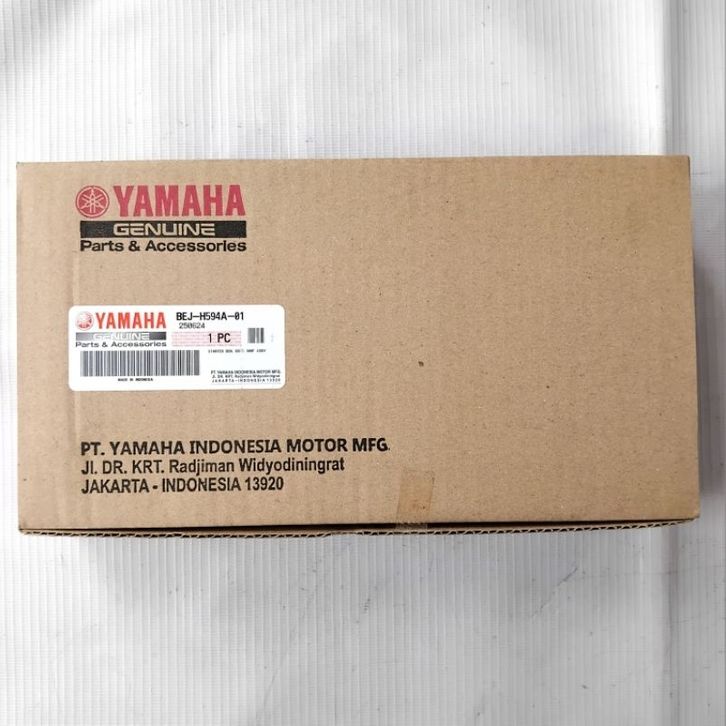 YAMAHA
GENUINE
Parts & Accessories
YAMAHA
GENUINE
Parts & Accessories
BEJ-H594A-01
250624
1 PC
MADE IN INDONESIA
PT. YAMAHA INDONESIA MOTOR MFG.
JL. DR. KRT. Radjiman Widyodiningrat
JAKARTA - INDONESIA 13920
PT. YAMAHA INDONESIA MOTOR MFG.
Jl. DR. KRT. Radjiman Widyodiningrat
JAKARTA - INDONESIA 13920